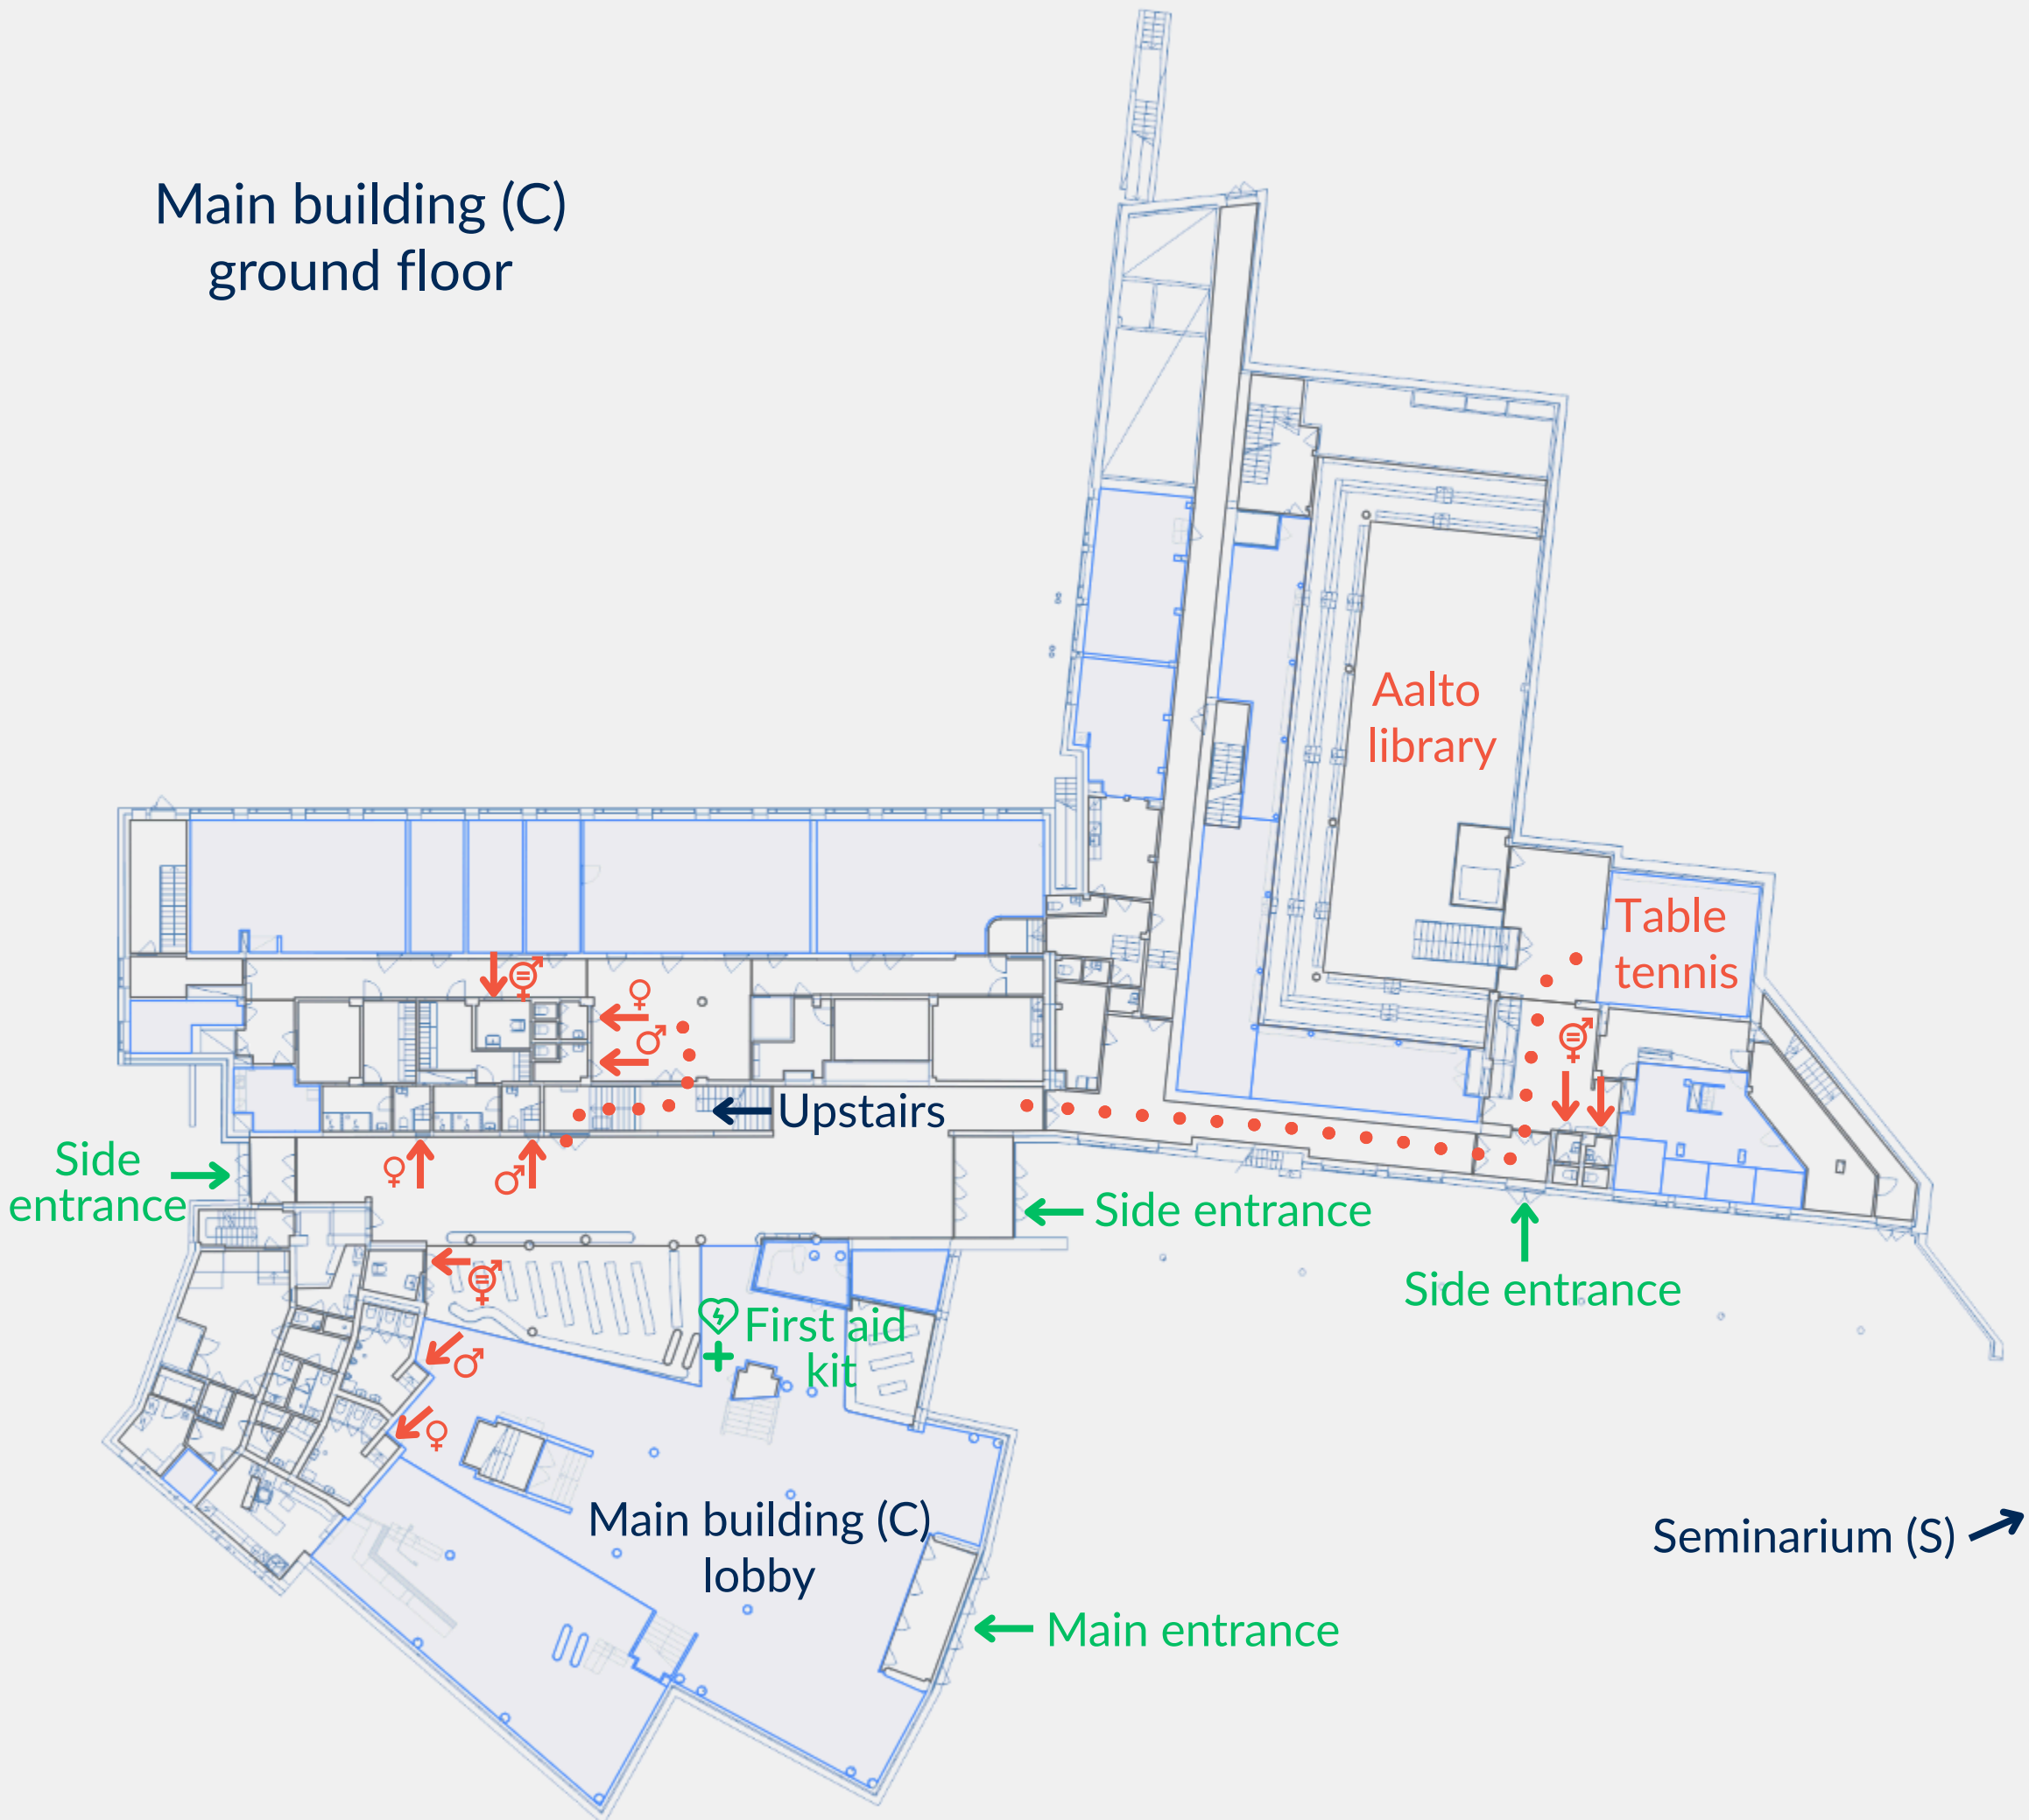 Main building (C)
ground floor
Aalto
library
Table
tennis
Upstairs
Side
entrance
Side entrance
Side entrance
First aid
kit
Main building (C)
lobby
Seminarium (S)
Main entrance